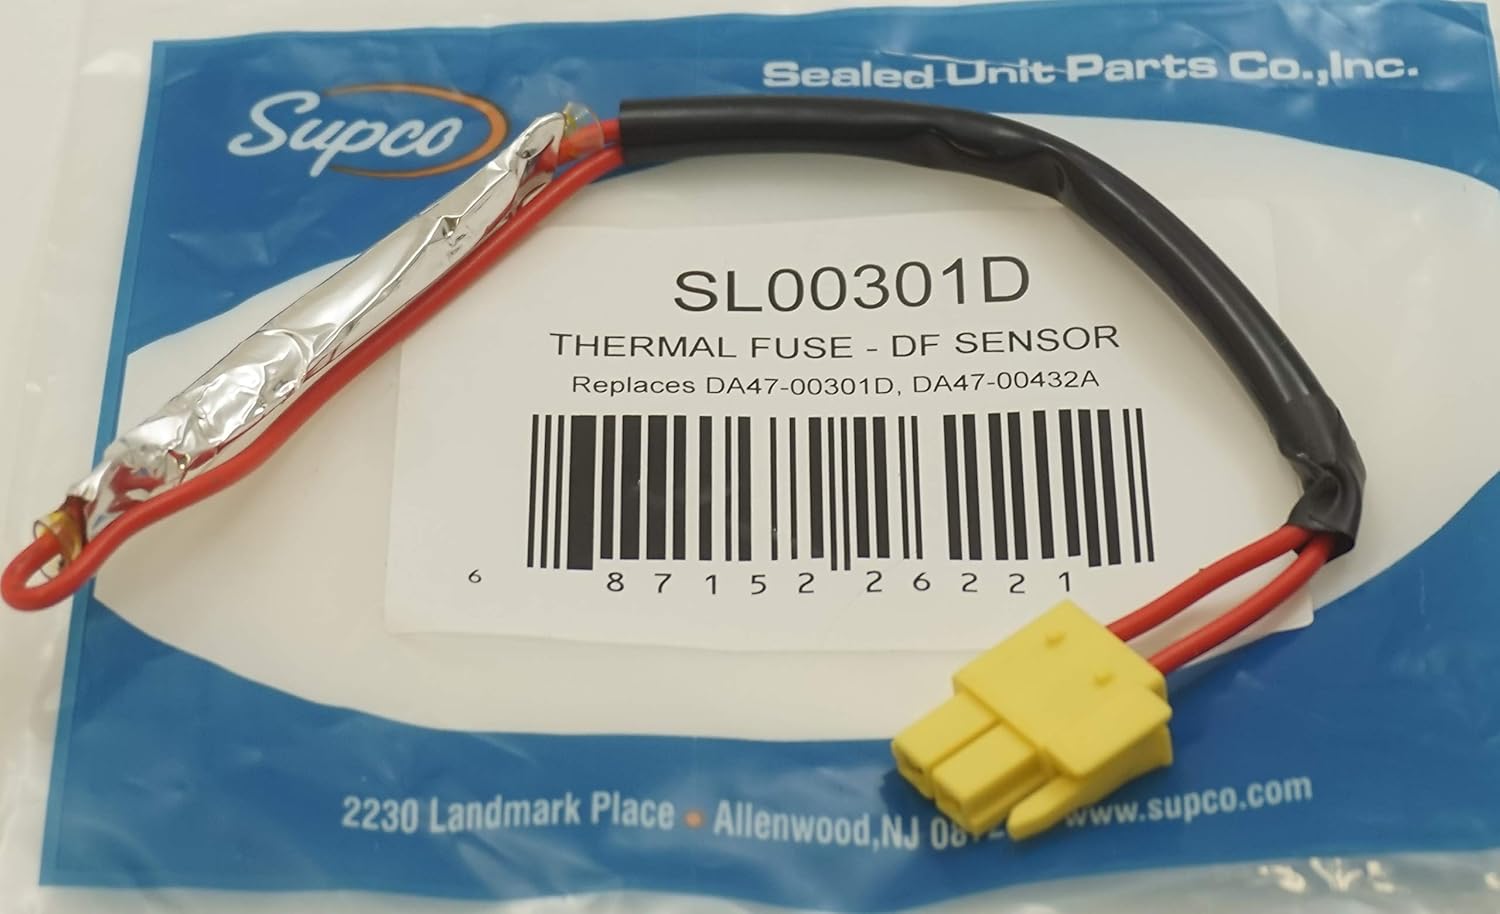 Supco
Sealed Unit Parts Co.,Inc.
SL00301D
THERMAL FUSE - DF SENSOR
Replaces DA47-00301D, DA47-00432A
6 87152 26221
2230 Landmark Place • Allenwood,NJ www.supco.com